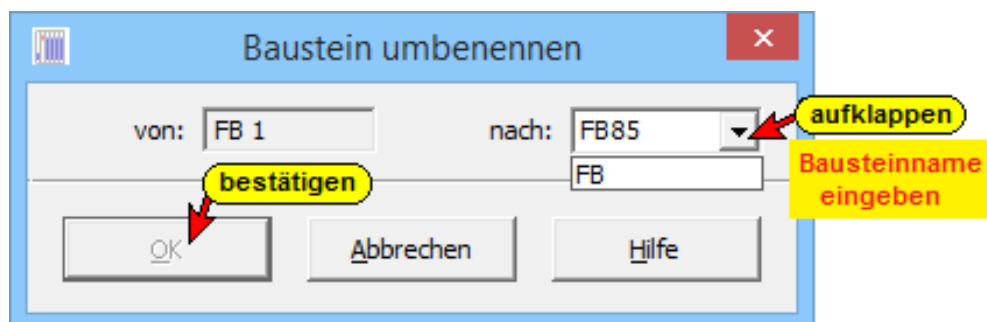 Baustein umbenennen
von: FB 1 nach: FB85 aufklappen
FB
Bausteinname
eingeben
bestätigen
OK Abbrechen Hilfe